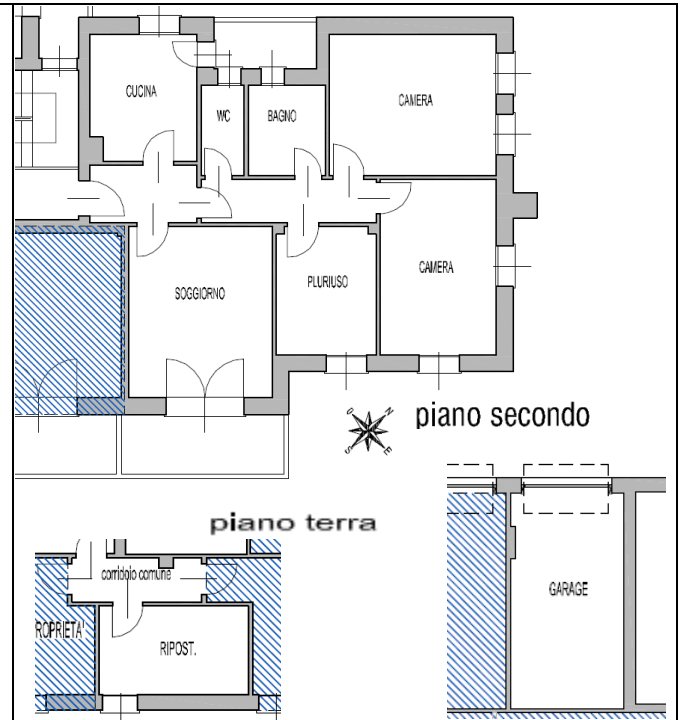 CUCINA
WC
BAGNO
CAMERA
SOGGIORNO
PLURIUSO
CAMERA
O N
S E
piano secondo
piano terra
corridoio comune
ROPRIETA'
RIPOST.
GARAGE